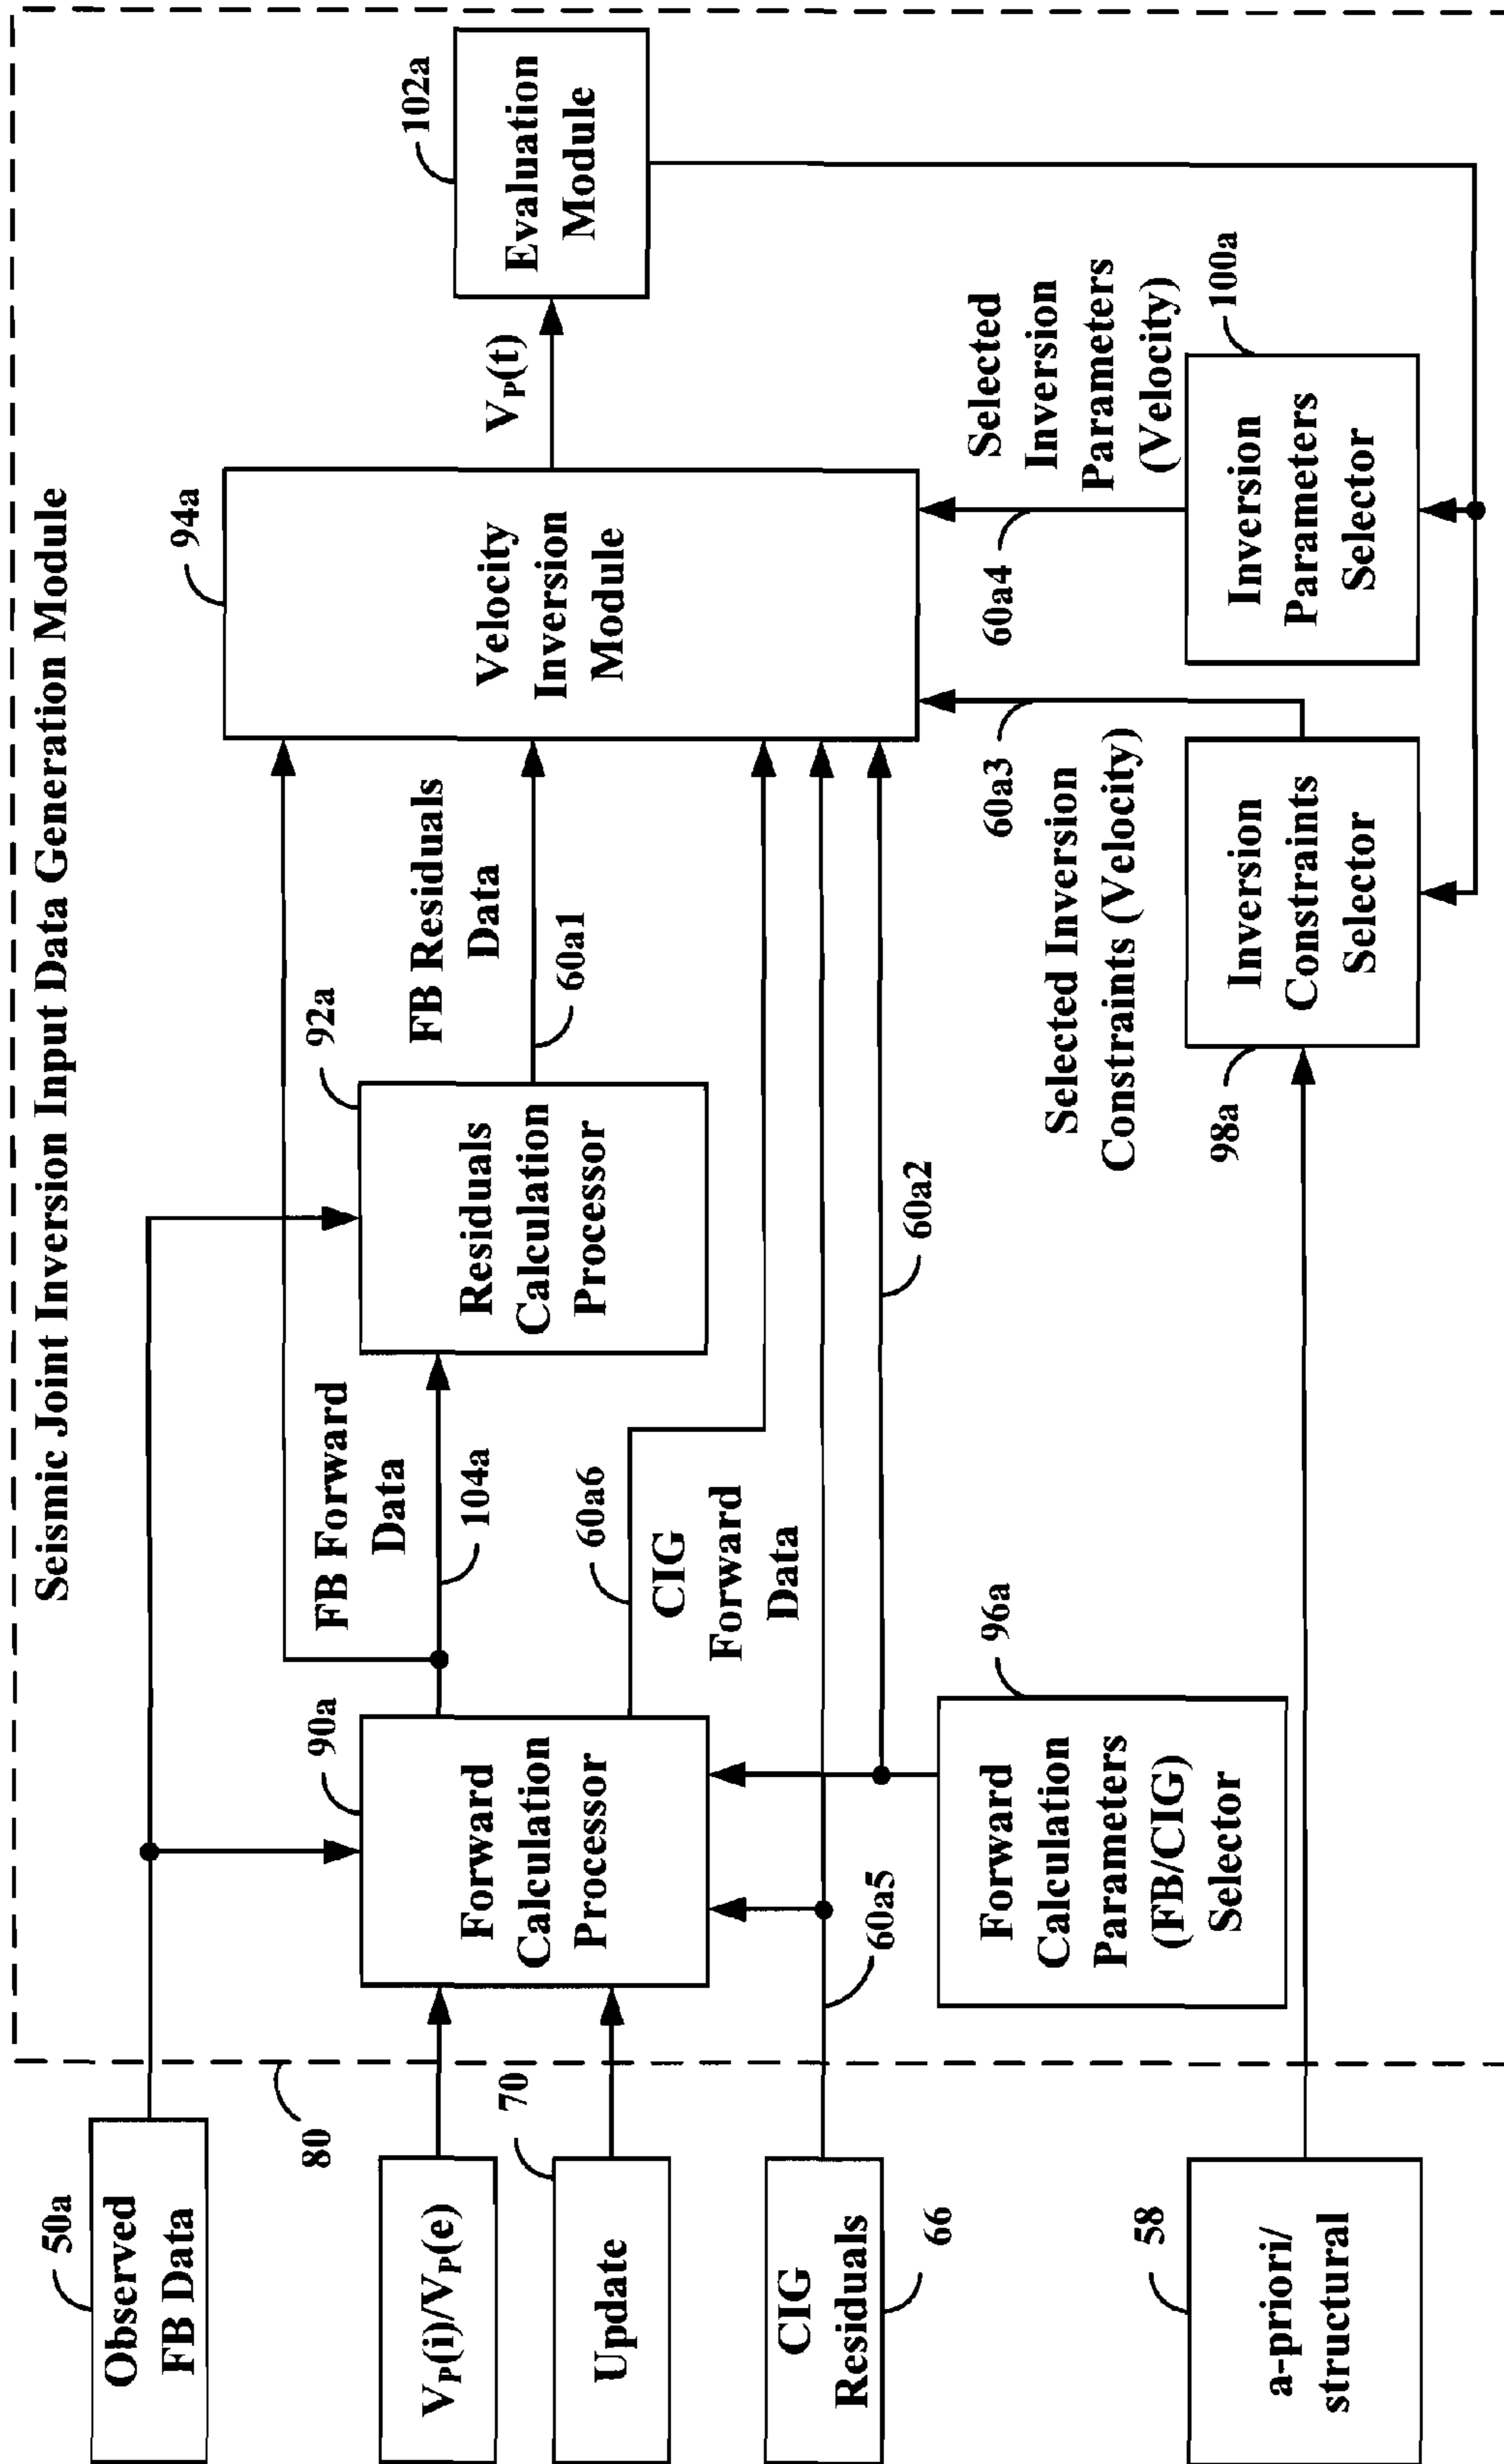 Seismic Joint Inversion Input Data Generation Module
50a
Observed
FB Data
80
V_P(i)/V_P(e)
70
Update
CIG
Residuals
66
58
a-priori/
structural
90a
Forward
Calculation
Processor
60a5
96a
Forward
Calculation
Parameters
(FB/CIG)
Selector
FB Forward
Data
104a
60a6
CIG
Forward
Data
92a
Residuals
Calculation
Processor
60a2
FB Residuals
Data
60a1
94a
Velocity
Inversion
Module
60a3
Selected Inversion
Constraints (Velocity)
98a
Inversion
Constraints
Selector
60a4
Selected
Inversion
Parameters
(Velocity)
100a
Inversion
Parameters
Selector
V_P(t)
102a
Evaluation
Module